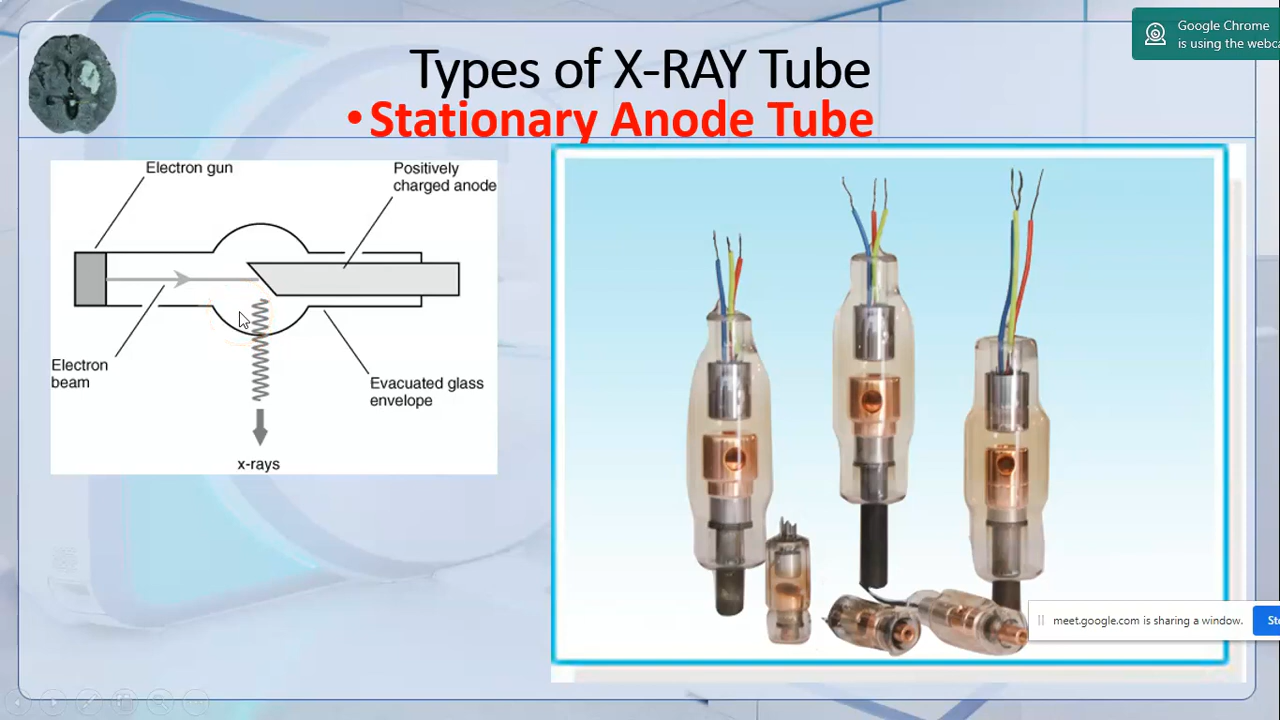 Google Chrome
is using the webca
Types of X-RAY Tube
•Stationary Anode Tube
Electron gun
Positively
charged anode
Electron
beam
Evacuated glass
envelope
x-rays
meet.google.com is sharing a window.
Sto